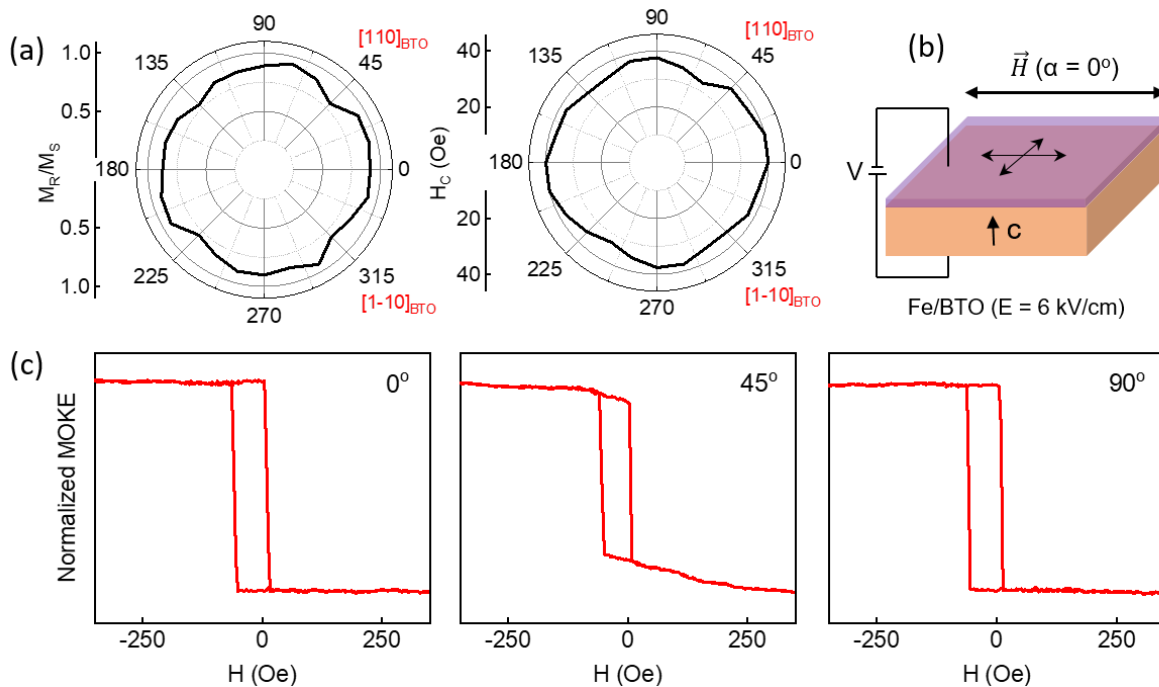 (a)
90
[110]BTO
135
45
1.0
0.5
MR/MS
180
0
0.5
1.0
225
315
[1-10]BTO
270
90
[110]BTO
135
45
40
20
HC (Oe)
180
0
20
40
225
315
[1-10]BTO
270
(b)
H⃗ (α = 0°)
V
c
Fe/BTO (E = 6 kV/cm)
(c)
Normalized MOKE
0°
-250 0 250
H (Oe)
45°
-250 0 250
H (Oe)
90°
-250 0 250
H (Oe)